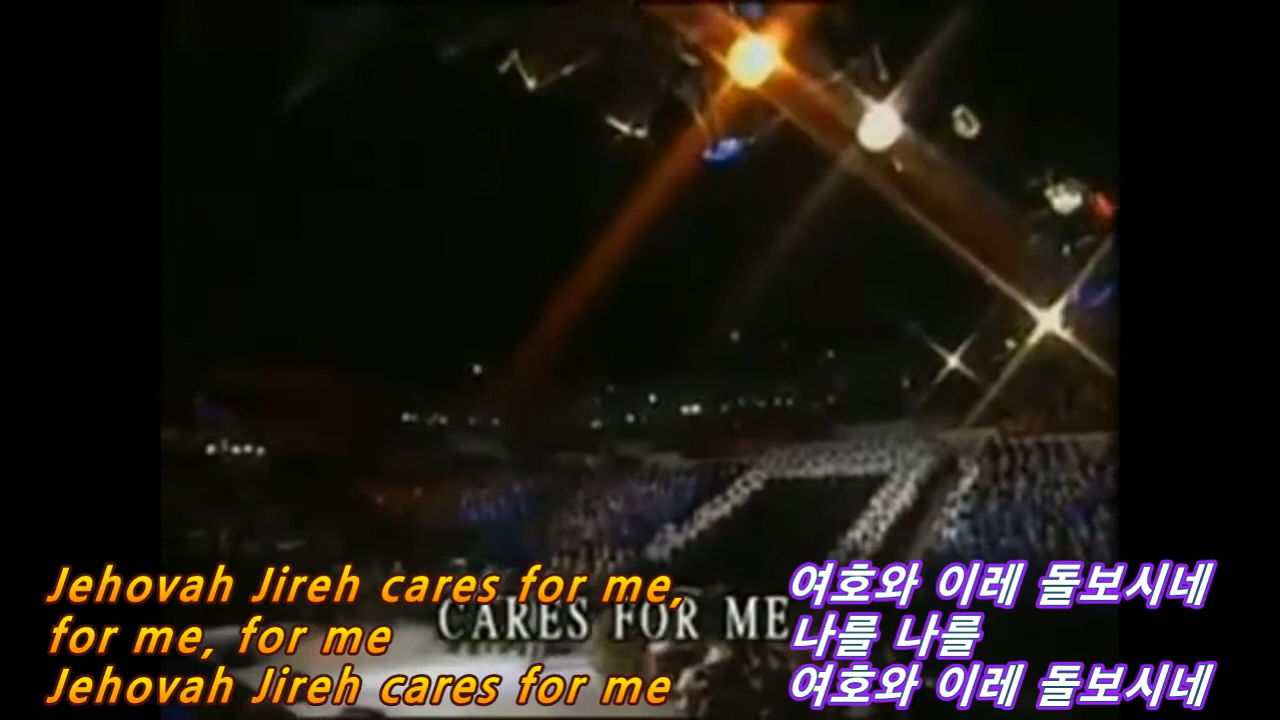 Jehovah Jireh cares for me,
for me, for me
Jehovah Jireh cares for me
CARES FOR ME
여호와 이레 돌보시네
나를 나를
여호와 이레 돌보시네